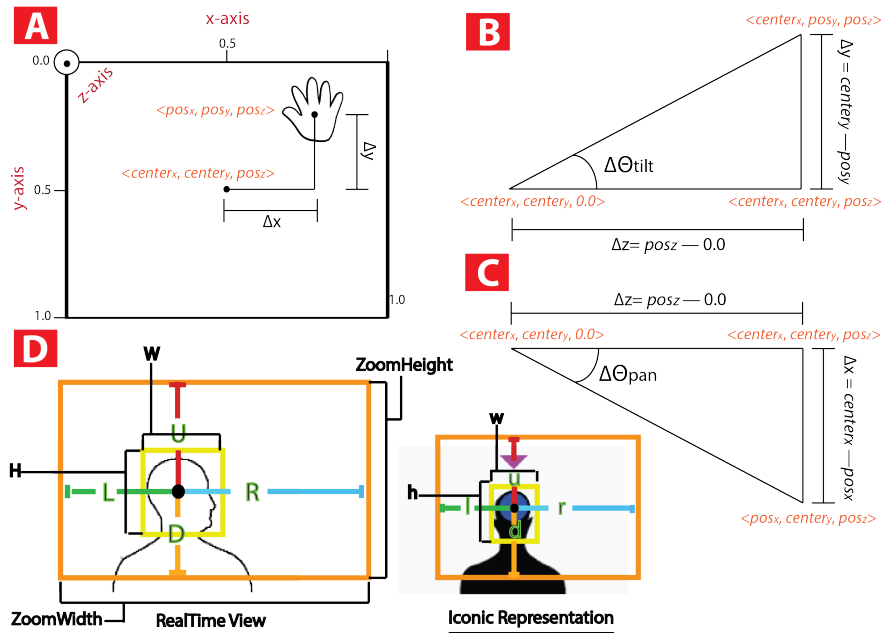 A
x-axis
0.5
0.0
z-axis
<posx, posy, posz>
Δy
<centerx, centery, posz>
y-axis
0.5
Δx
1.0
1.0
B
<centerx, posy, posz>
Δy = centery —posy
ΔΘtilt
<centerx, centery, 0.0>
<centerx, centery, posz>
Δz= posz — 0.0
C
Δz= posz — 0.0
<centerx, centery, 0.0>
<centerx, centery, posz>
ΔΘpan
Δx = centerx —posx
<posx, centery, posz>
D
W
ZoomHeight
U
H
L
R
D
ZoomWidth
RealTime View
w
h
u
l
r
d
Iconic Representation